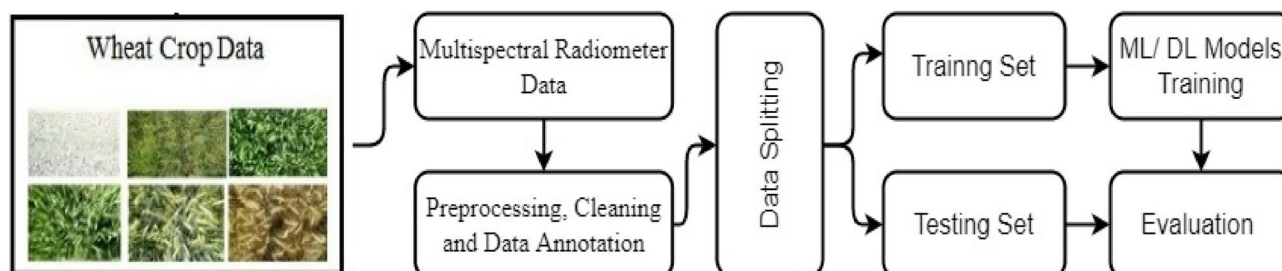 Wheat Crop Data
Multispectral Radiometer
Data
Preprocessing, Cleaning
and Data Annotation
Data Splitting
Trainng Set
ML/ DL Models
Training
Testing Set
Evaluation